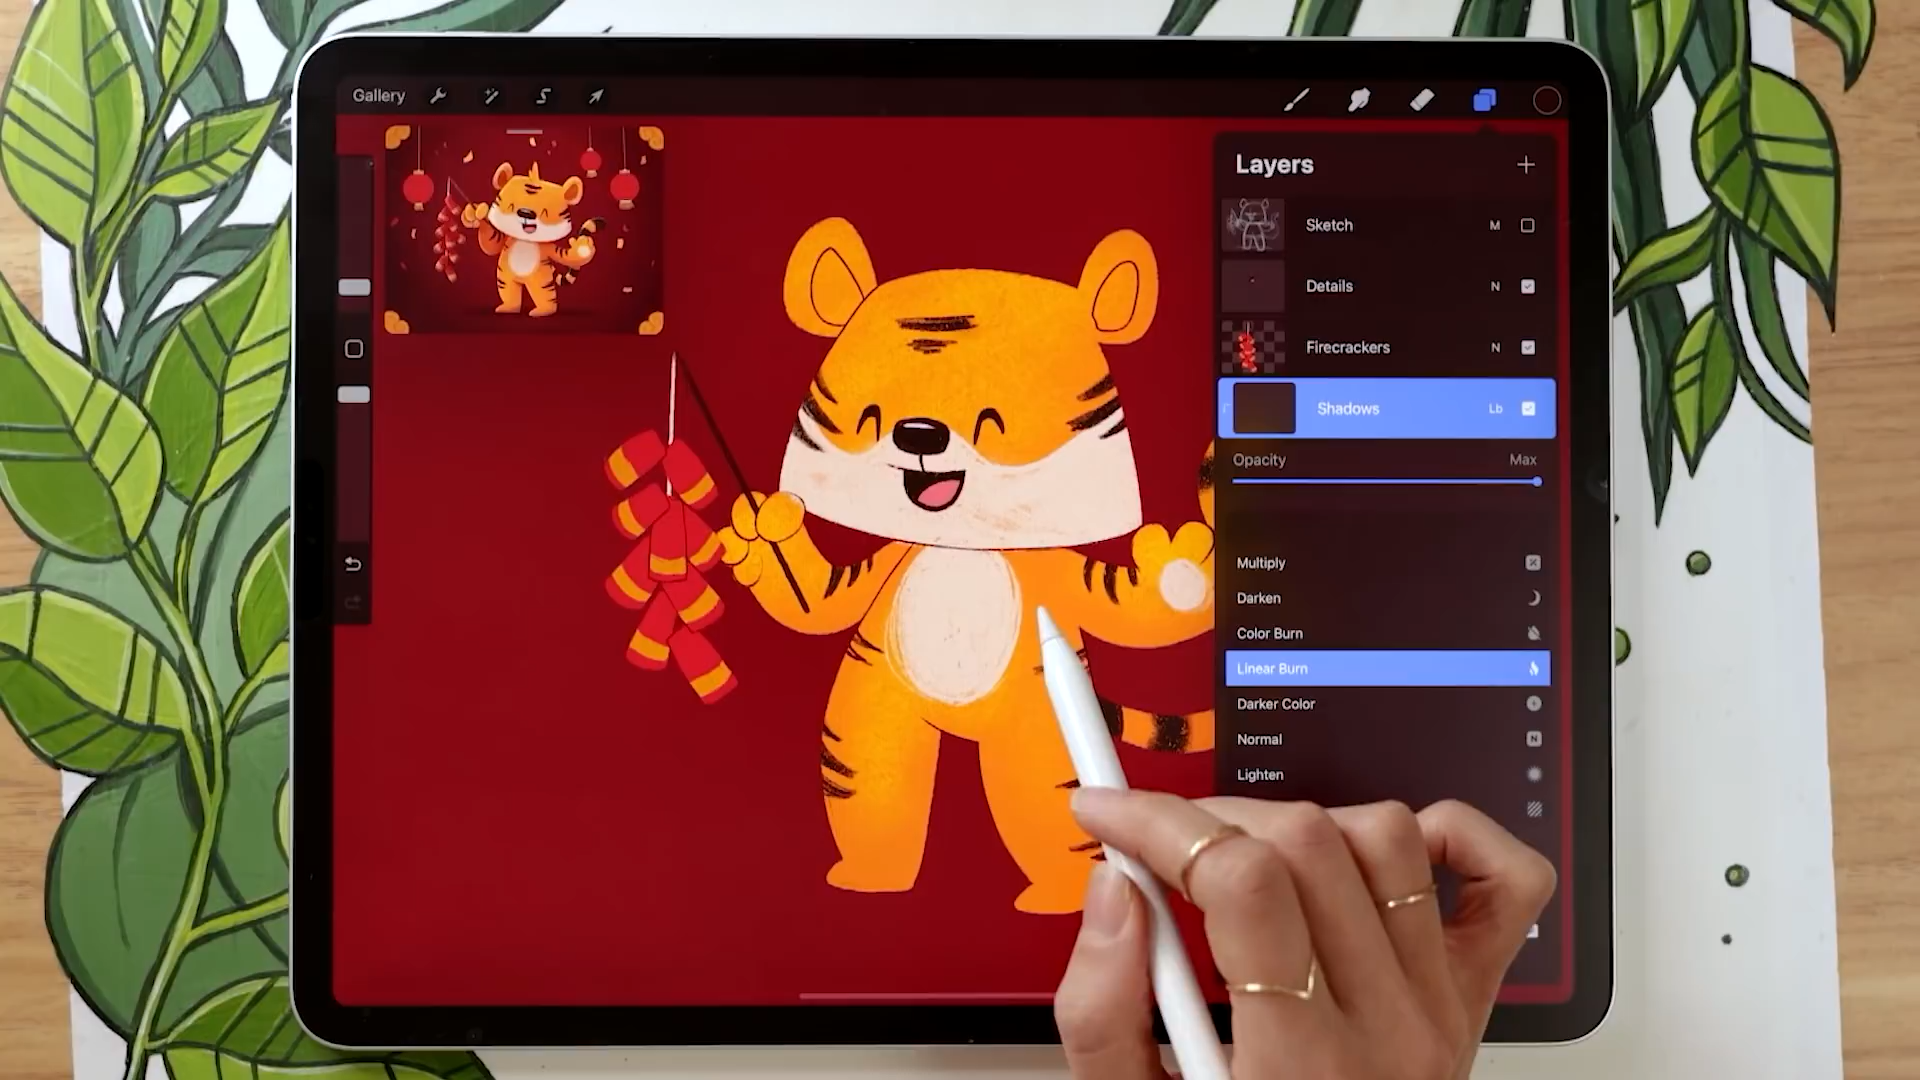 Gallery
Layers
Sketch M
Details N
Firecrackers N
Shadows Lb
Opacity Max
Multiply
Darken
Color Burn
Linear Burn
Darker Color
Normal N
Lighten